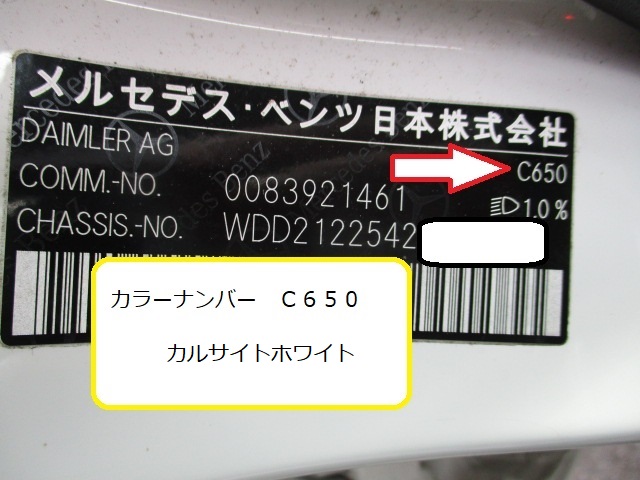 メルセデス・ベンツ日本株式会社
DAIMLER AG
C650
COMM.-NO. 0083921461
1.0%
CHASSIS.-NO. WDD2122542
カラーナンバー C650
カルサイトホワイト
Mercedes Benz